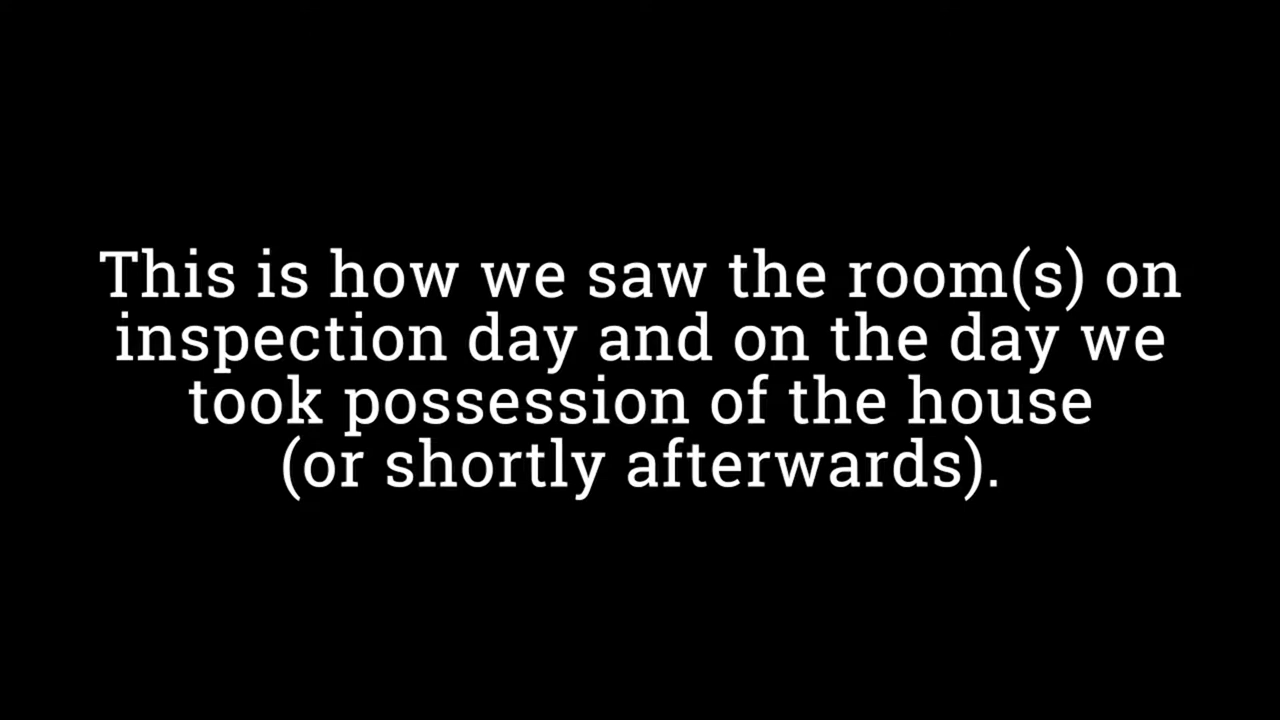 This is how we saw the room(s) on
inspection day and on the day we
took possession of the house
(or shortly afterwards).